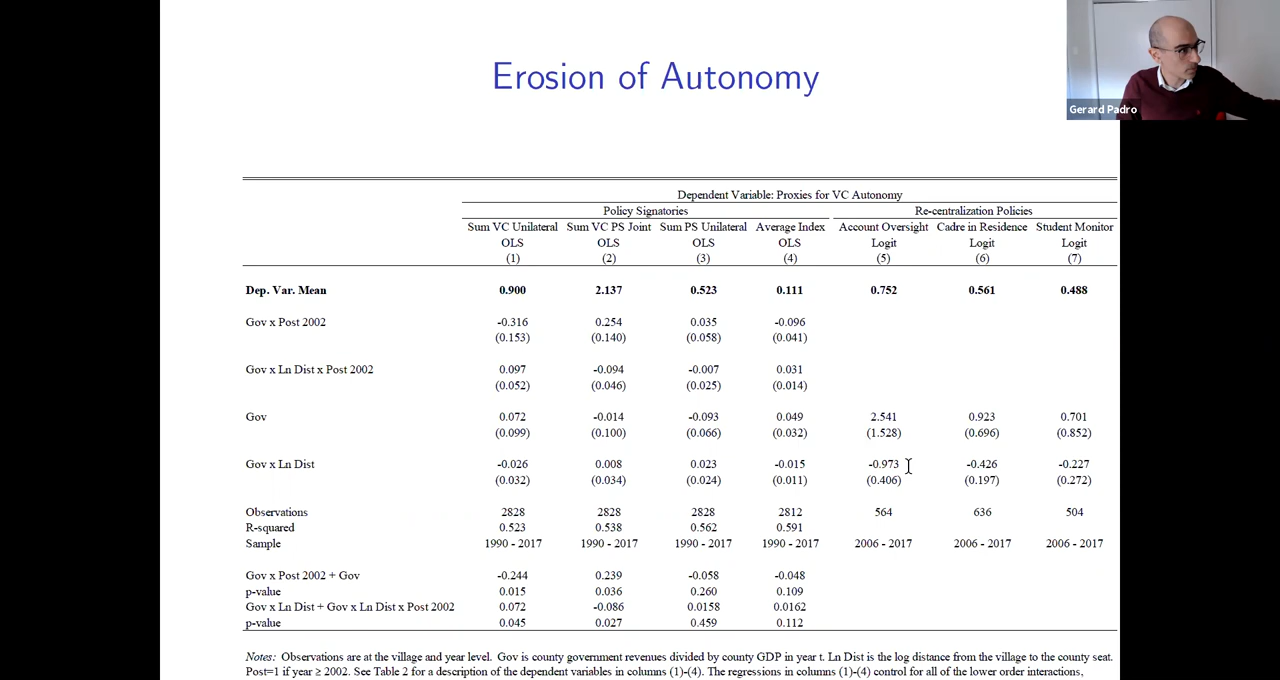 Erosion of Autonomy
Gerard Padro
Dependent Variable: Proxies for VC Autonomy
Policy Signatories Re-centralization Policies
Sum VC Unilateral Sum VC PS Joint Sum PS Unilateral Average Index Account Oversight Cadre in Residence Student Monitor
OLS OLS OLS OLS Logit Logit Logit
(1) (2) (3) (4) (5) (6) (7)
Dep. Var. Mean 0.900 2.137 0.523 0.111 0.752 0.561 0.488
Gov x Post 2002 -0.316 0.254 0.035 -0.096
(0.153) (0.140) (0.058) (0.041)
Gov x Ln Dist x Post 2002 0.097 -0.094 -0.007 0.031
(0.052) (0.046) (0.025) (0.014)
Gov 0.072 -0.014 -0.093 0.049 2.541 0.923 0.701
(0.099) (0.100) (0.066) (0.032) (1.528) (0.696) (0.852)
Gov x Ln Dist -0.026 0.008 0.023 -0.015 -0.973 -0.426 -0.227
(0.032) (0.034) (0.024) (0.011) (0.406) (0.197) (0.272)
Observations 2828 2828 2828 2812 564 636 504
R-squared 0.523 0.538 0.562 0.591
Sample 1990 - 2017 1990 - 2017 1990 - 2017 1990 - 2017 2006 - 2017 2006 - 2017 2006 - 2017
Gov x Post 2002 + Gov -0.244 0.239 -0.058 -0.048
p-value 0.015 0.036 0.260 0.109
Gov x Ln Dist + Gov x Ln Dist x Post 2002 0.072 -0.086 0.0158 0.0162
p-value 0.045 0.027 0.459 0.112
Notes: Observations are at the village and year level. Gov is county government revenues divided by county GDP in year t. Ln Dist is the log distance from the village to the county seat.
Post=1 if year ≥ 2002. See Table 2 for a description of the dependent variables in columns (1)-(4). The regressions in columns (1)-(4) control for all of the lower order interactions,